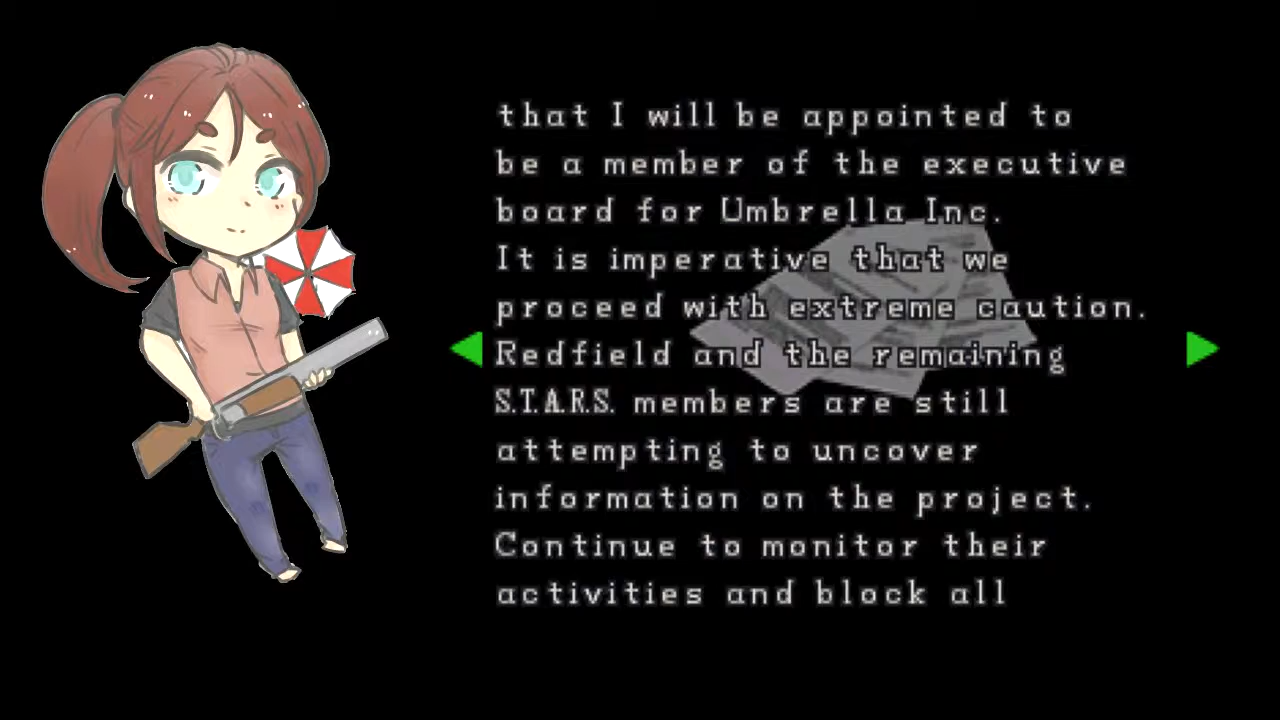 that I will be appointed to
be a member of the executive
board for Umbrella Inc.
It is imperative that we
proceed with extreme caution.
Redfield and the remaining
S.T.A.R.S. members are still
attempting to uncover
information on the project.
Continue to monitor their
activities and block all